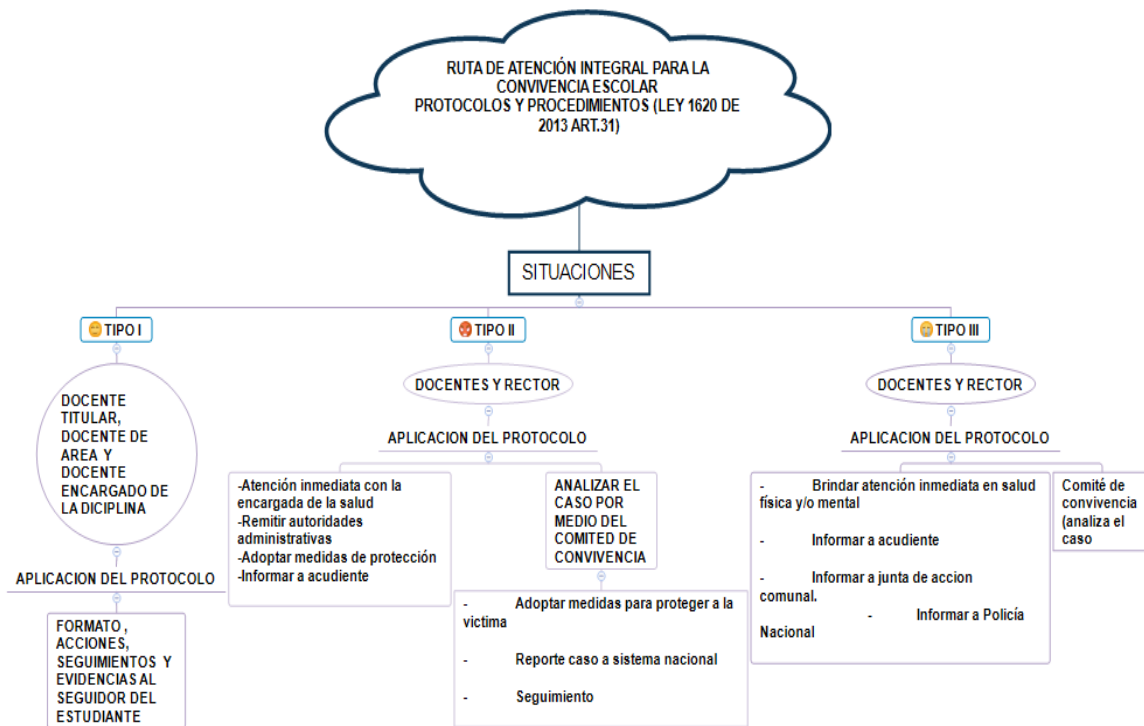 RUTA DE ATENCIÓN INTEGRAL PARA LA
CONVIVENCIA ESCOLAR
PROTOCOLOS Y PROCEDIMIENTOS (LEY 1620 DE
2013 ART.31)
SITUACIONES
TIPO I
DOCENTE
TITULAR,
DOCENTE DE
AREA Y
DOCENTE
ENCARGADO DE
LA DICIPLINA
APLICACION DEL PROTOCOLO
FORMATO ,
ACCIONES,
SEGUIMIENTOS Y
EVIDENCIAS AL
SEGUIDOR DEL
ESTUDIANTE
TIPO II
DOCENTES Y RECTOR
APLICACION DEL PROTOCOLO
-Atención inmediata con la
encargada de la salud
-Remitir autoridades
administrativas
-Adoptar medidas de protección
-Informar a acudiente
ANALIZAR EL
CASO POR
MEDIO DEL
COMITED DE
CONVIVENCIA
- Adoptar medidas para proteger a la
victima
- Reporte caso a sistema nacional
- Seguimiento
TIPO III
DOCENTES Y RECTOR
APLICACION DEL PROTOCOLO
- Brindar atención inmediata en salud
física y/o mental
- Informar a acudiente
- Informar a junta de accion
comunal.
- Informar a Policía
Nacional
Comité de
convivencia
(analiza el
caso